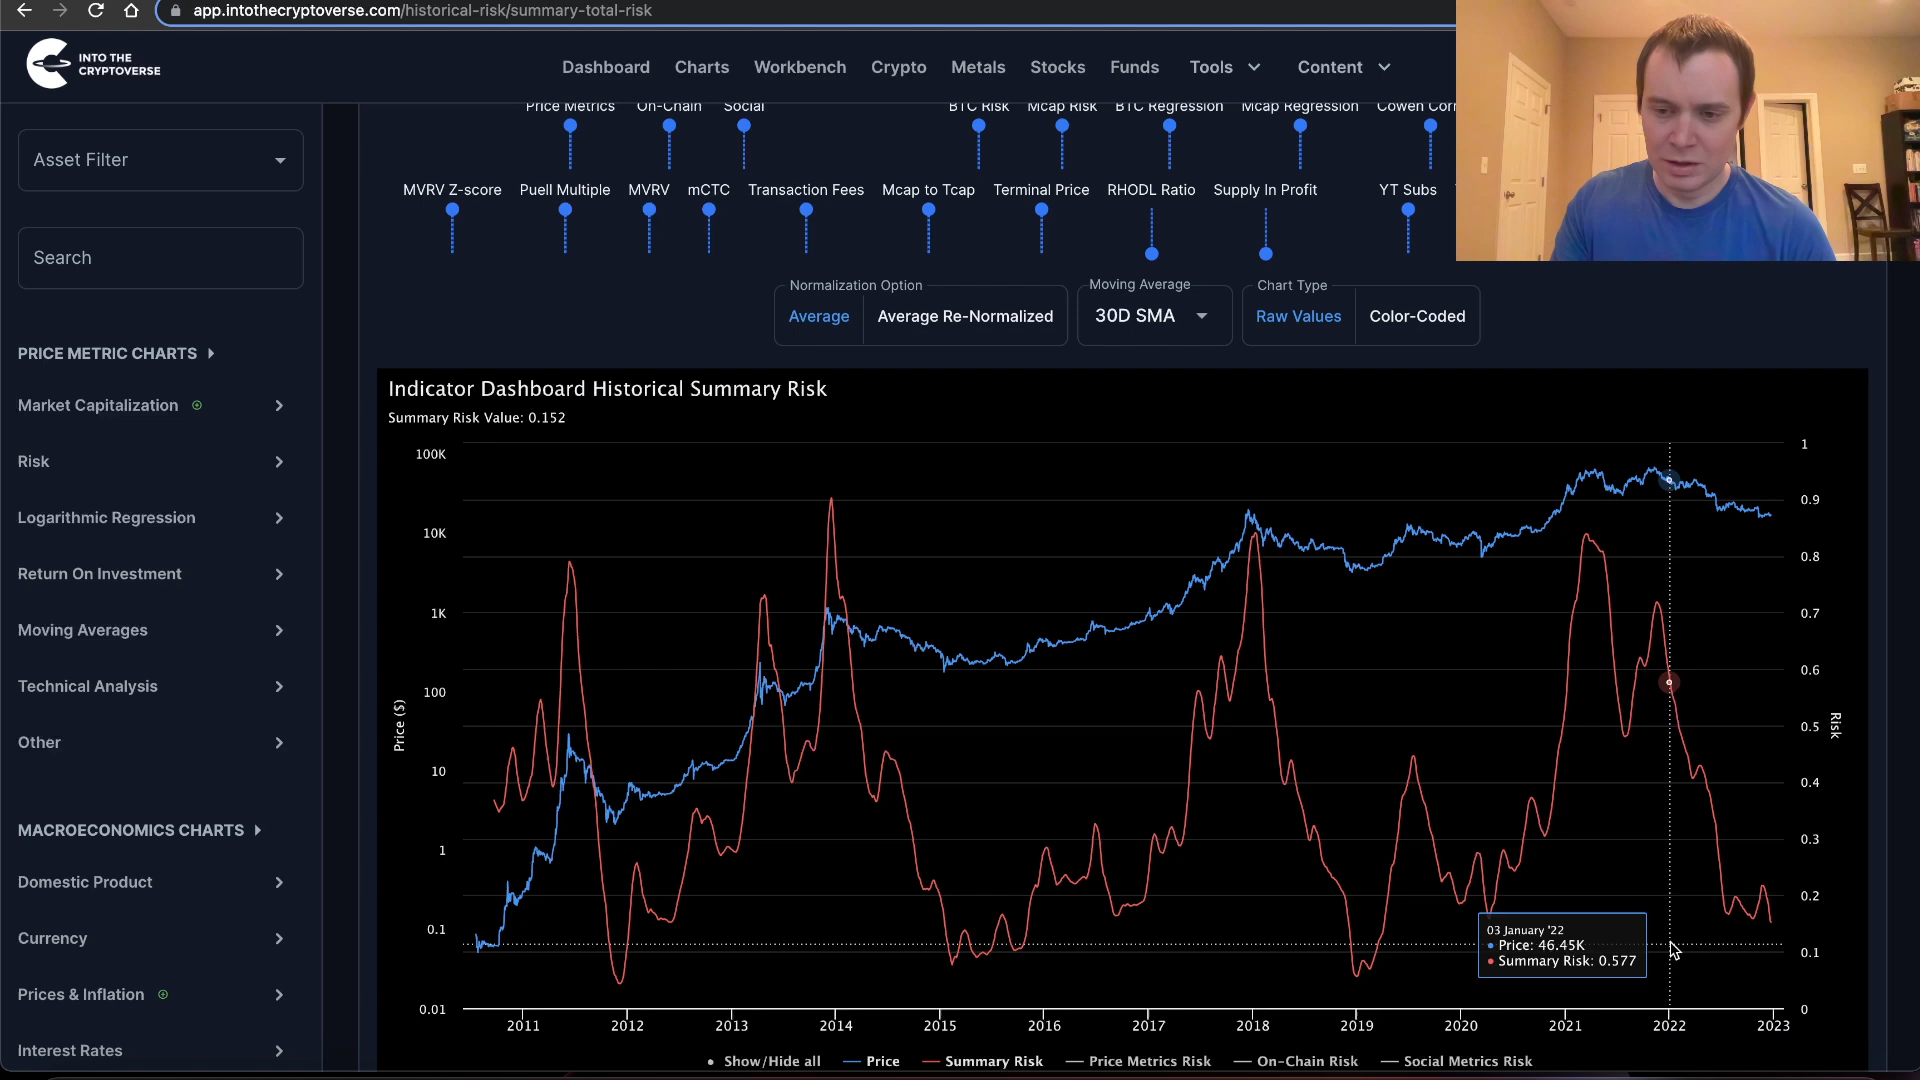 app.intothecryptoverse.com/historical-risk/summary-total-risk
INTO THE
CRYPTOVERSE
Dashboard Charts Workbench Crypto Metals Stocks Funds Tools Content
Price Metrics On-Chain Social BTC Risk Mcap Risk BTC Regression Mcap Regression Cowen
MVRV Z-score Puell Multiple MVRV mCTC Transaction Fees Mcap to Tcap Terminal Price RHODL Ratio Supply In Profit YT Subs
Normalization Option Moving Average Chart Type
Average Average Re-Normalized 30D SMA Raw Values Color-Coded
Asset Filter
Search
PRICE METRIC CHARTS
Market Capitalization
Risk
Logarithmic Regression
Return On Investment
Moving Averages
Technical Analysis
Other
MACROECONOMICS CHARTS
Domestic Product
Currency
Prices & Inflation
Interest Rates
Indicator Dashboard Historical Summary Risk
Summary Risk Value: 0.152
100K
10K
1K
100
10
1
0.1
0.01
Price ($)
1
0.9
0.8
0.7
0.6
0.5
0.4
0.3
0.2
0.1
0
Risk
03 January '22
Price: 46.45K
Summary Risk: 0.577
2011 2012 2013 2014 2015 2016 2017 2018 2019 2020 2021 2022 2023
Show/Hide all Price Summary Risk Price Metrics Risk On-Chain Risk Social Metrics Risk